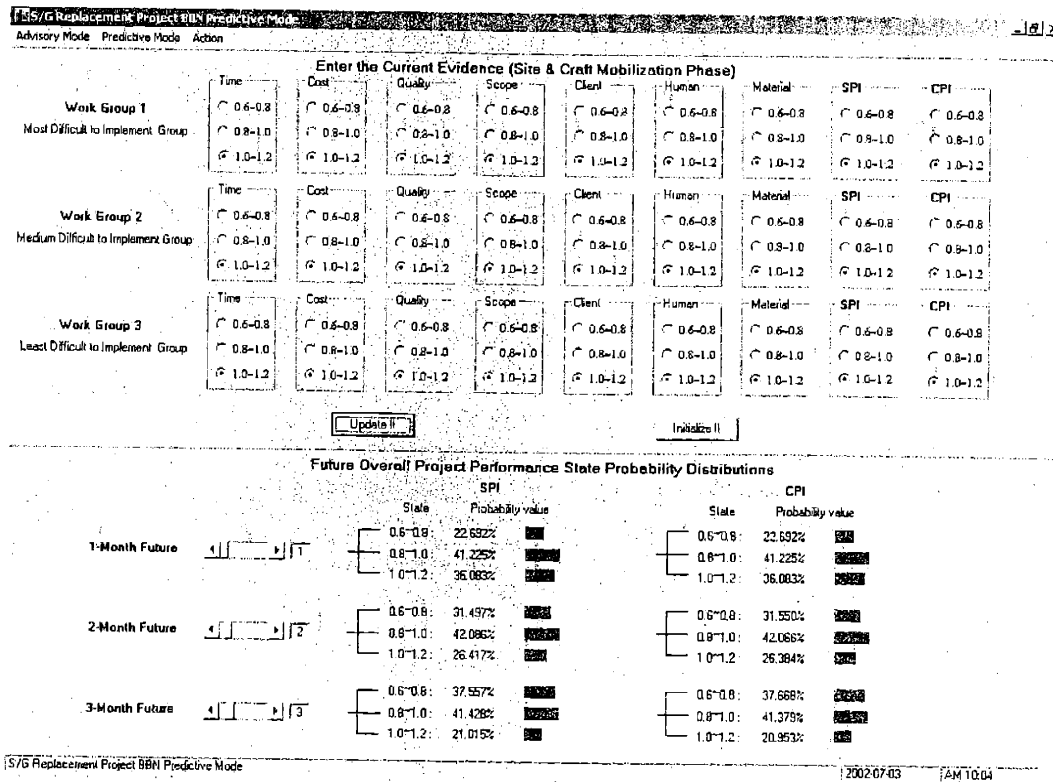 S/G Replacement Project BBN Predictive Mode
Advisory Mode Predictive Mode Action
Enter the Current Evidence (Site & Craft Mobilization Phase)
Time Cost Quality Scope Client Human Material SPI CPI
0.6~0.8 0.6~0.8 0.6~0.8 0.6~0.8 0.6~0.8 0.6~0.8 0.6~0.8 0.6~0.8 0.6~0.8
Work Group 1
Most Difficult to Implement Group
0.8~1.0 0.8~1.0 0.8~1.0 0.8~1.0 0.8~1.0 0.8~1.0 0.8~1.0 0.8~1.0 0.8~1.0
1.0~1.2 1.0~1.2 1.0~1.2 1.0~1.2 1.0~1.2 1.0~1.2 1.0~1.2 1.0~1.2 1.0~1.2
Time Cost Quality Scope Client Human Material SPI CPI
0.6~0.8 0.6~0.8 0.6~0.8 0.6~0.8 0.6~0.8 0.6~0.8 0.6~0.8 0.6~0.8 0.6~0.8
Work Group 2
Medium Difficult to Implement Group
0.8~1.0 0.8~1.0 0.8~1.0 0.8~1.0 0.8~1.0 0.8~1.0 0.8~1.0 0.8~1.0 0.8~1.0
1.0~1.2 1.0~1.2 1.0~1.2 1.0~1.2 1.0~1.2 1.0~1.2 1.0~1.2 1.0~1.2 1.0~1.2
Time Cost Quality Scope Client Human Material SPI CPI
0.6~0.8 0.6~0.8 0.6~0.8 0.6~0.8 0.6~0.8 0.6~0.8 0.6~0.8 0.6~0.8 0.6~0.8
Work Group 3
Least Difficult to Implement Group
0.8~1.0 0.8~1.0 0.8~1.0 0.8~1.0 0.8~1.0 0.8~1.0 0.8~1.0 0.8~1.0 0.8~1.0
1.0~1.2 1.0~1.2 1.0~1.2 1.0~1.2 1.0~1.2 1.0~1.2 1.0~1.2 1.0~1.2 1.0~1.2
Update !! Initialize !!
Future Overall Project Performance State Probability Distributions
SPI CPI
State Probability value State Probability value
0.6~0.8: 22.692% 0.6~0.8: 22.692%
1-Month Future 1 0.8~1.0: 41.225% 0.8~1.0: 41.225%
1.0~1.2: 36.083% 1.0~1.2: 36.083%
0.6~0.8: 31.497% 0.6~0.8: 31.550%
2-Month Future 2 0.8~1.0: 42.086% 0.8~1.0: 42.066%
1.0~1.2: 26.417% 1.0~1.2: 26.384%
0.6~0.8: 37.557% 0.6~0.8: 37.668%
3-Month Future 3 0.8~1.0: 41.428% 0.8~1.0: 41.379%
1.0~1.2: 21.015% 1.0~1.2: 20.953%
S/G Replacement Project BBN Predictive Mode 2002-07-03 AM 10:04